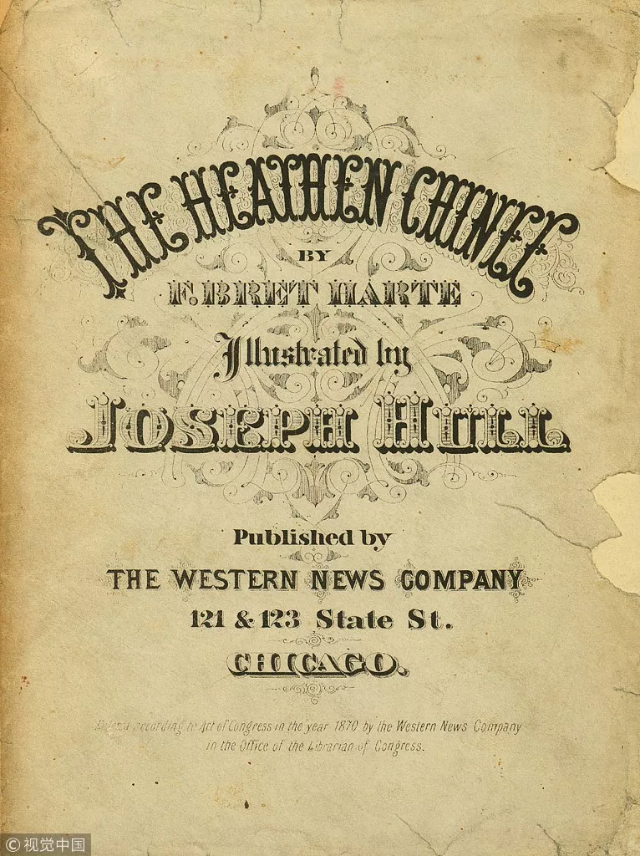 THE HEATHEN CHINEE
BY
F. BRET HARTE
Illustrated by
JOSEPH HULL
Published by
THE WESTERN NEWS COMPANY
121 & 123 State St.
CHICAGO.
Entered according to Act of Congress in the year 1870 by the Western News Company
in the Office of the Librarian of Congress.
©视觉中国